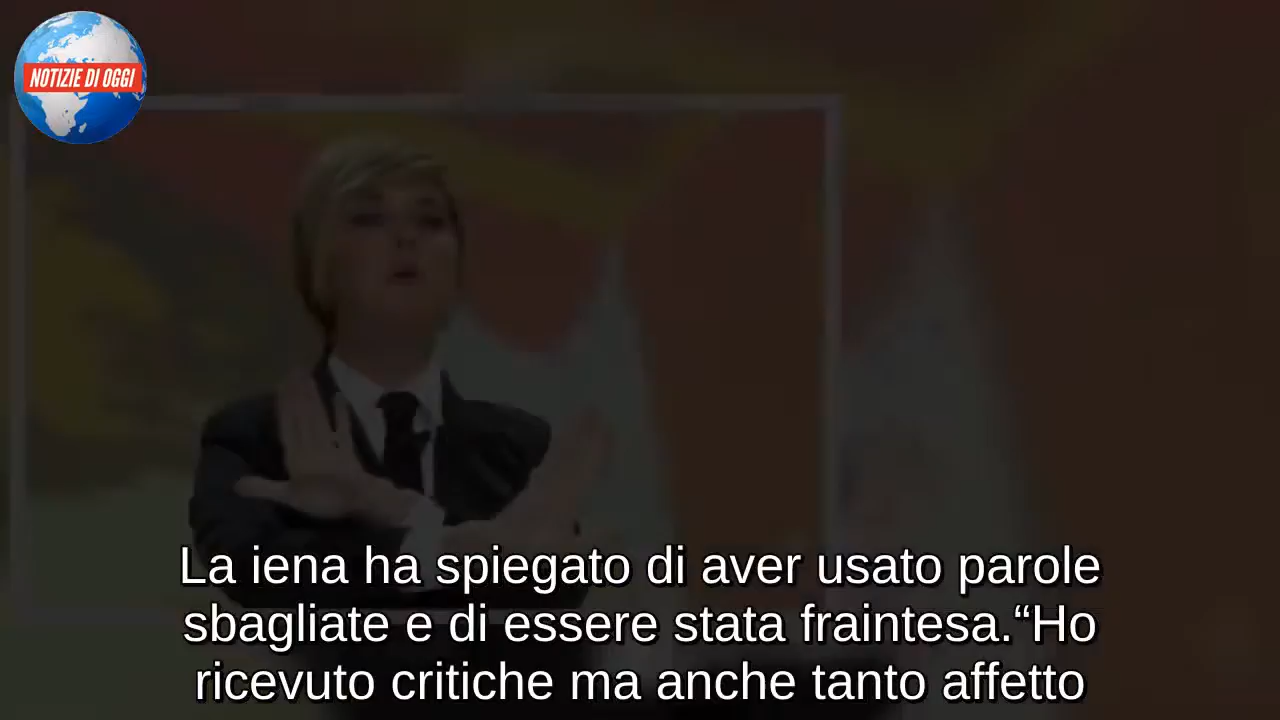 NOTIZIE DI OGGI
La iena ha spiegato di aver usato parole
sbagliate e di essere stata fraintesa.“Ho
ricevuto critiche ma anche tanto affetto